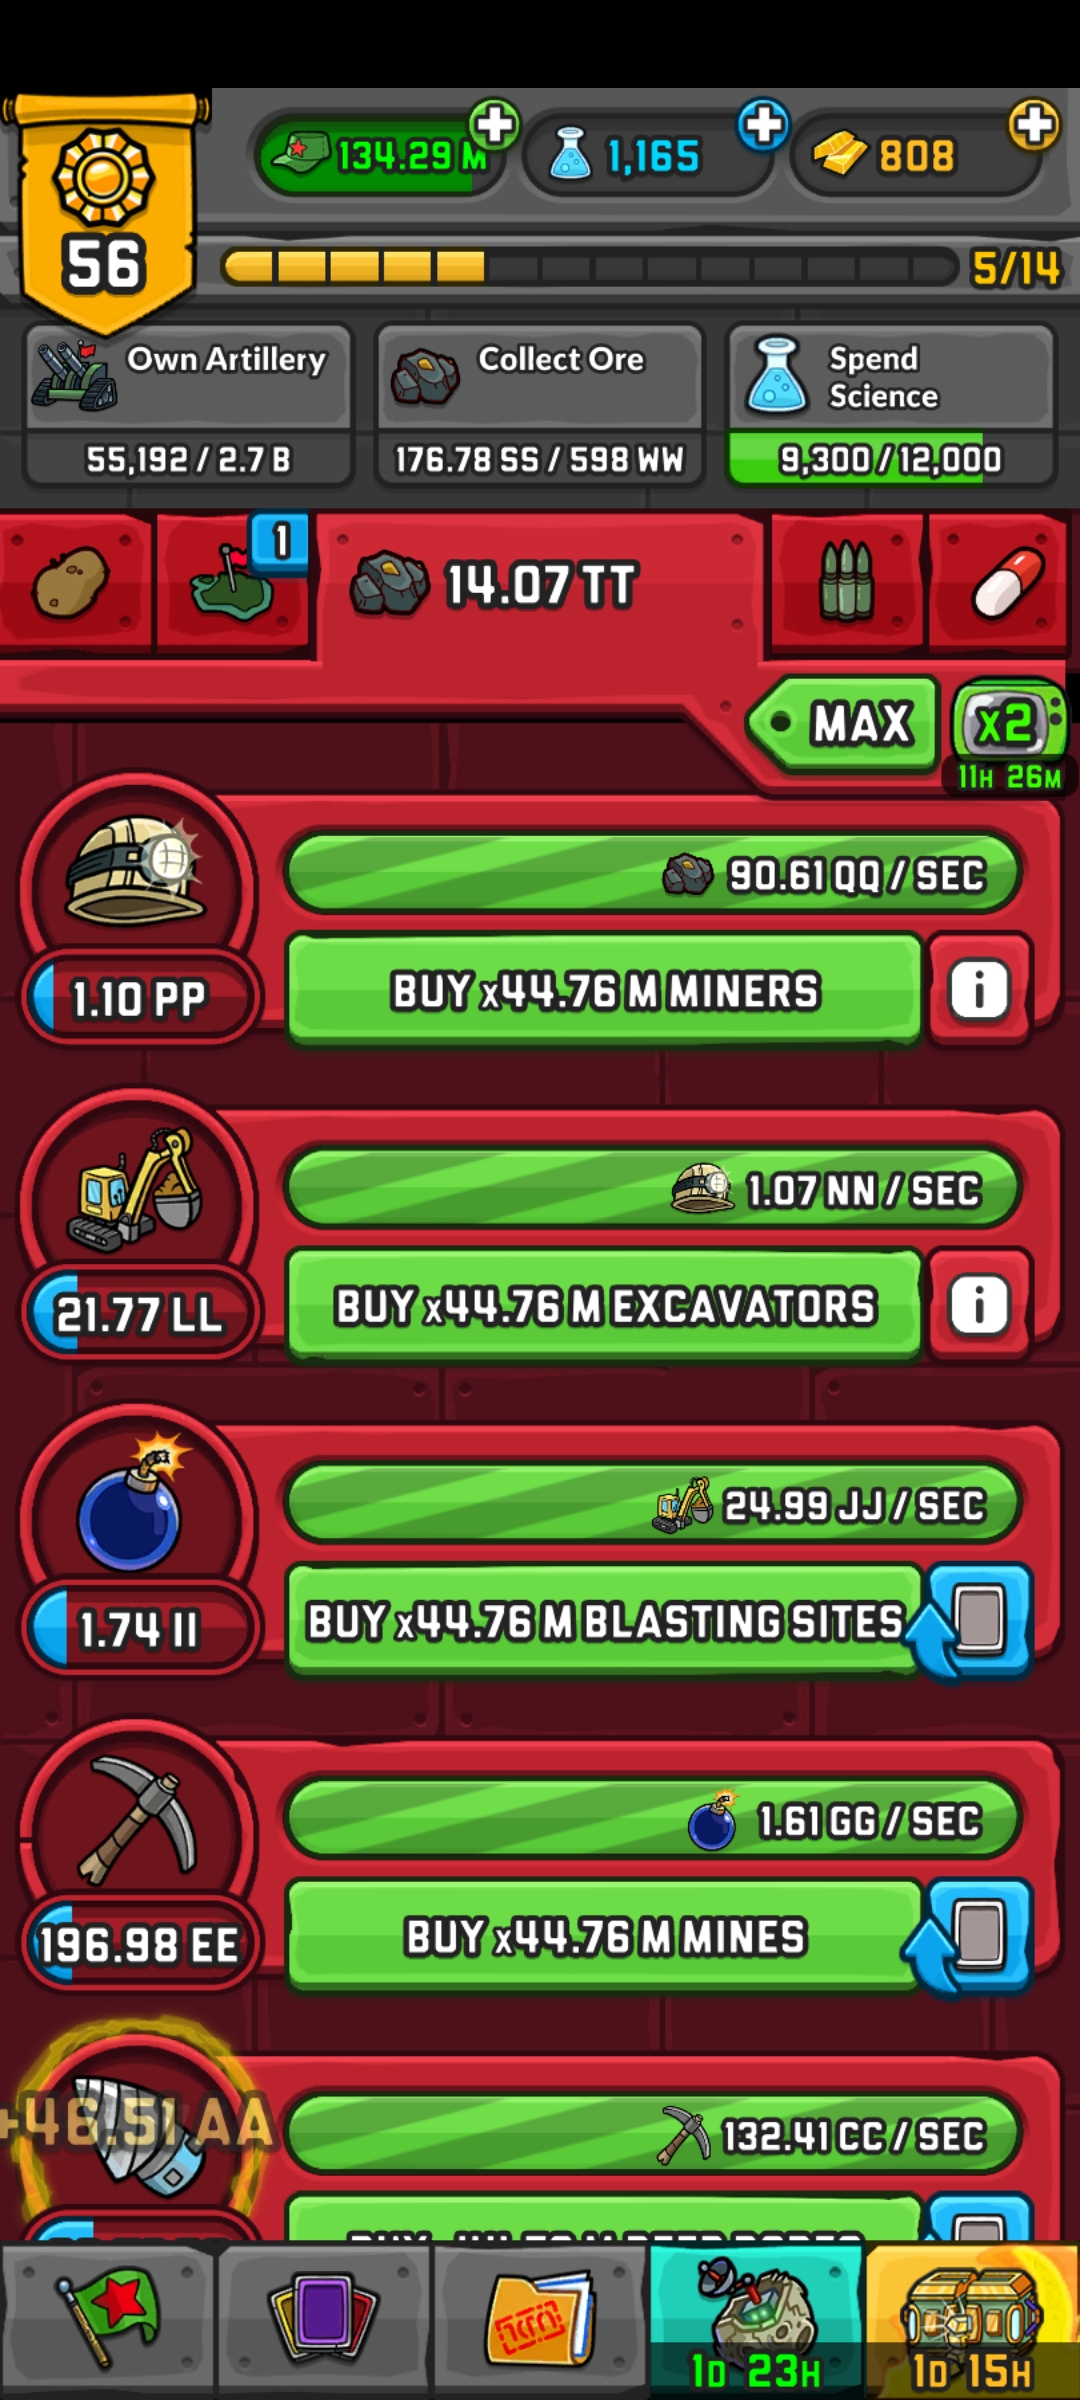 134.29 M
1,165
808
56
5/14
Own Artillery
55,192 / 2.7 B
Collect Ore
176.78 SS / 598 WW
Spend
Science
9,300 / 12,000
1
14.07 TT
MAX
x2
11H 26M
90.61 QQ / SEC
1.10 PP
BUY x44.76 M MINERS
i
1.07 NN / SEC
21.77 LL
BUY x44.76 M EXCAVATORS
i
24.99 JJ / SEC
1.74 II
BUY x44.76 M BLASTING SITES
1.61 GG / SEC
196.98 EE
BUY x44.76 M MINES
+46.51 AA
132.41 CC / SEC
1D 23H
1D 15H